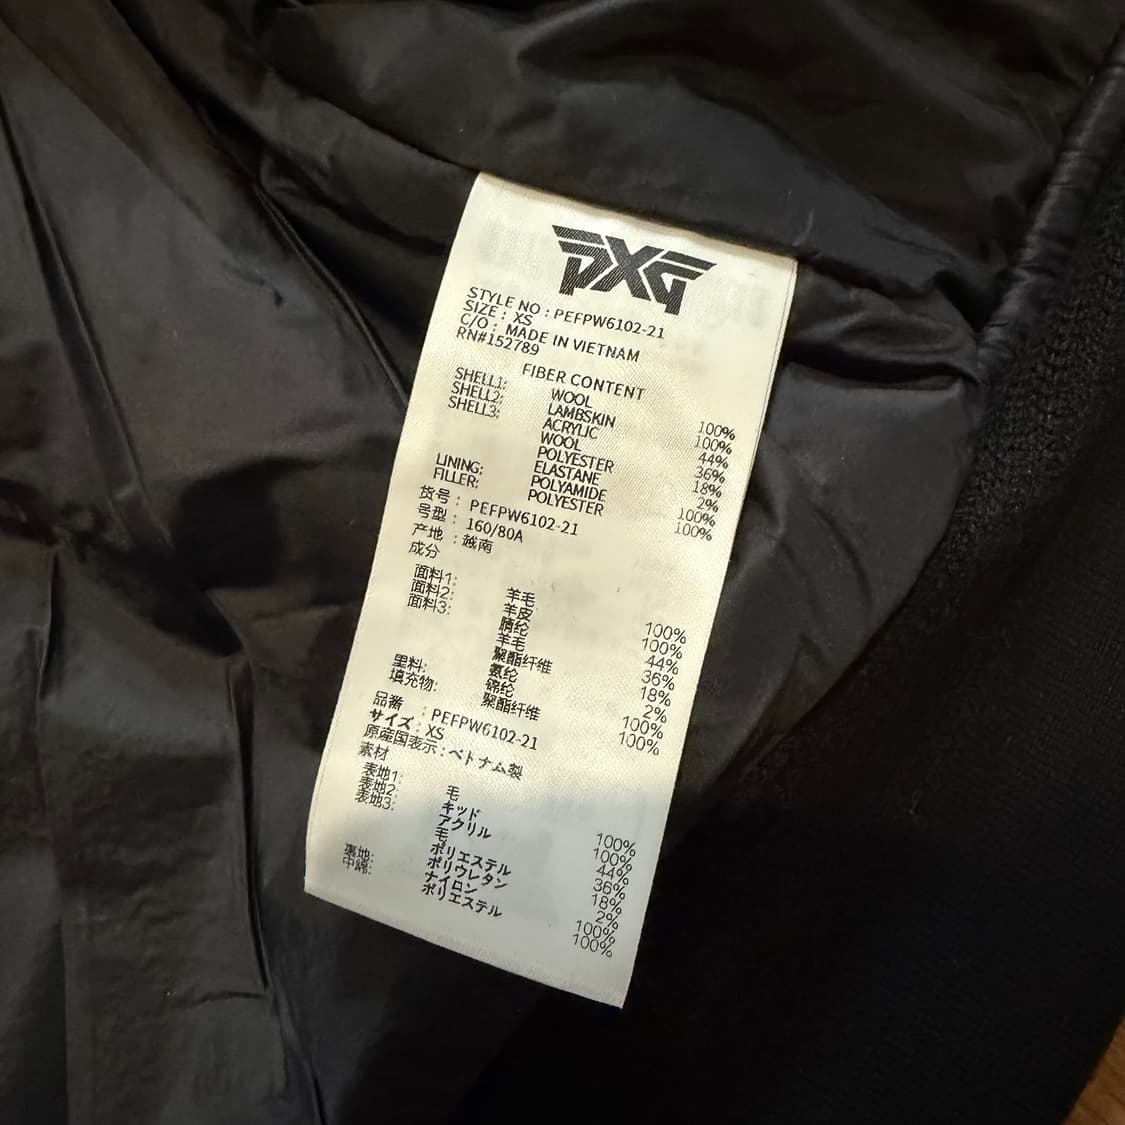 PXG
STYLE NO : PEFPW6102-21
SIZE : XS
C/O : MADE IN VIETNAM
RN#152789
FIBER CONTENT
SHELL1: WOOL 100%
SHELL2: LAMBSKIN 100%
SHELL3: ACRYLIC 44%
WOOL 36%
POLYESTER 18%
ELASTANE 2%
LINING: POLYAMIDE 100%
FILLER: POLYESTER 100%
货号 : PEFPW6102-21
号型 : 160/80A
产地 : 越南
成分
面料1: 羊毛 100%
面料2: 羊皮 100%
面料3: 腈纶 44%
羊毛 36%
聚酯纤维 18%
氨纶 2%
里料: 锦纶 100%
填充物: 聚酯纤维 100%
品番 : PEFPW6102-21
サイズ : XS
原産国表示 : ベトナム製
素材
表地1: 毛 100%
表地2: キッド 100%
表地3: アクリル 44%
毛 36%
ポリエステル 18%
ポリウレタン 2%
裏地: ナイロン 100%
中綿: ポリエステル 100%